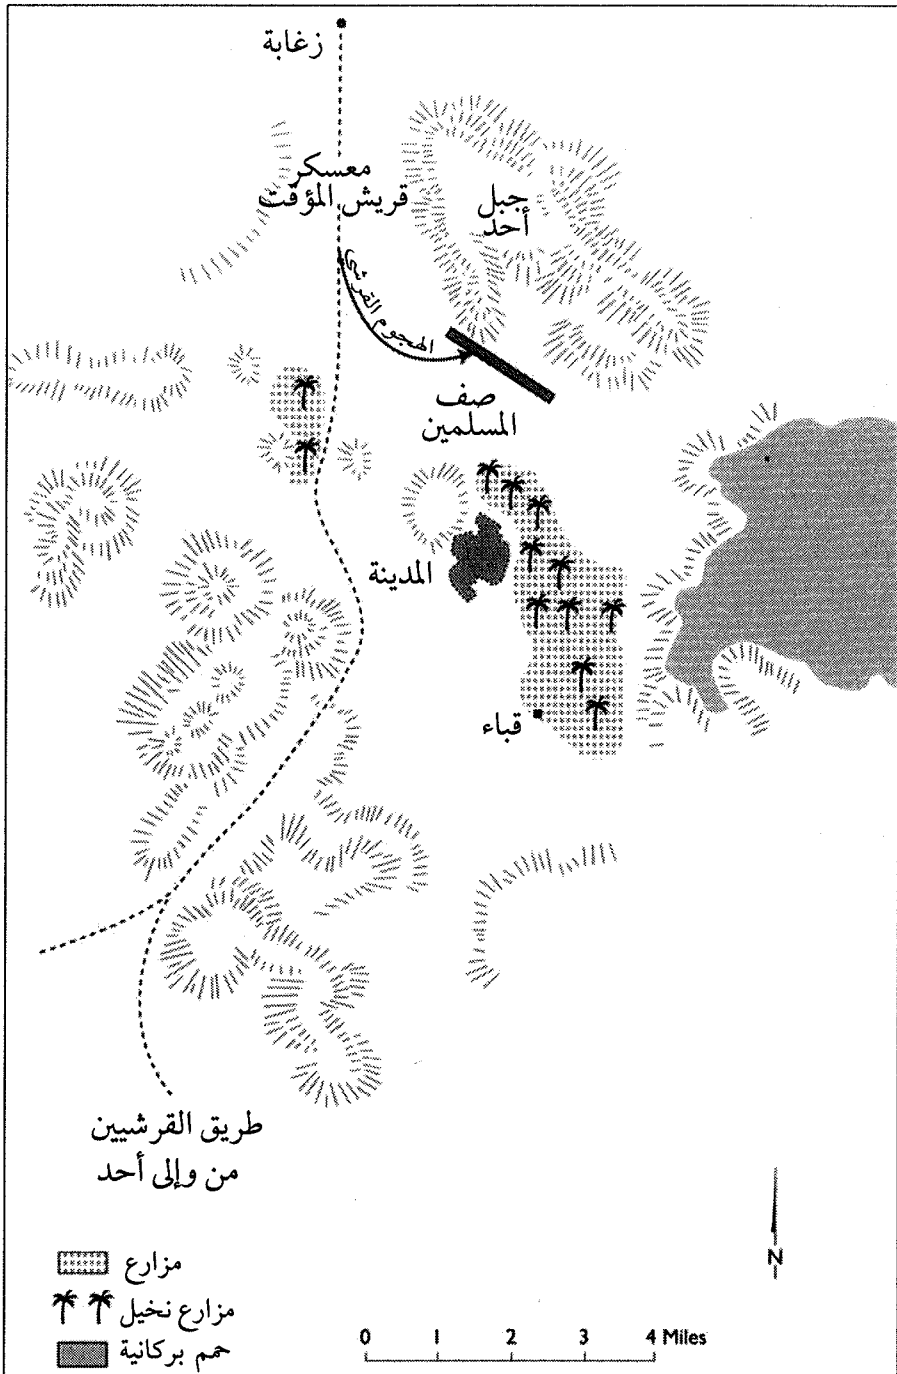 زغابة
معسكر
قريش المؤقت
جبل
أحد
الهجوم القرشي
صف
المسلمين
المدينة
قباء
طريق القرشيين
من وإلى أحد
مزارع
مزارع نخيل
حمم بركانية
N
0 1 2 3 4 Miles